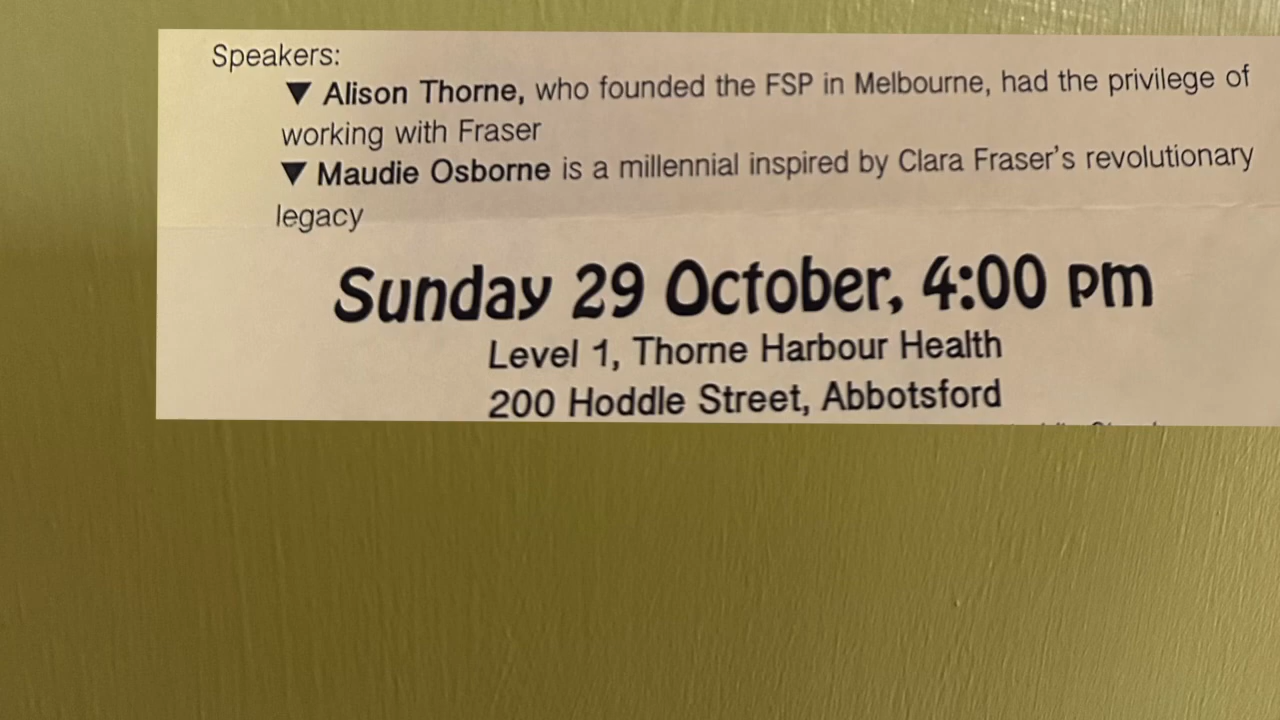 Speakers:
▼ Alison Thorne, who founded the FSP in Melbourne, had the privilege of
working with Fraser
▼ Maudie Osborne is a millennial inspired by Clara Fraser's revolutionary
legacy
Sunday 29 October, 4:00 pm
Level 1, Thorne Harbour Health
200 Hoddle Street, Abbotsford